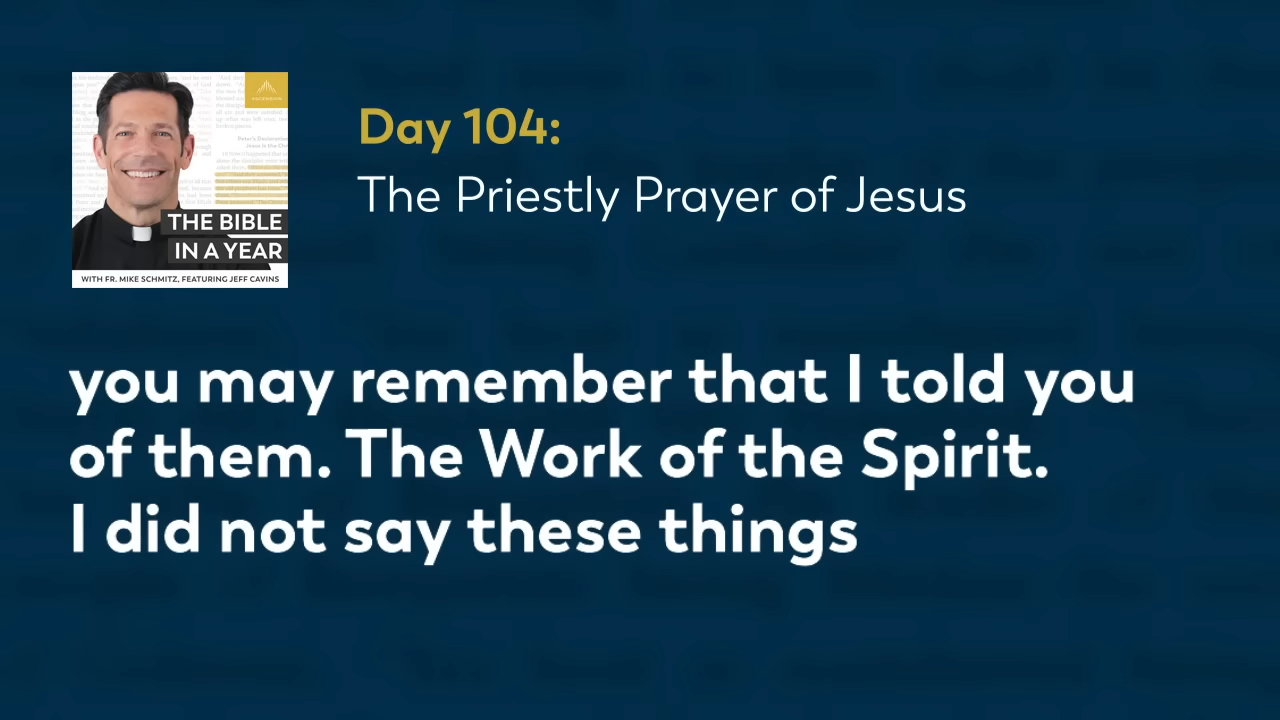 ASCENSION
THE BIBLE
IN A YEAR
WITH FR. MIKE SCHMITZ, FEATURING JEFF CAVINS
Day 104:
The Priestly Prayer of Jesus
you may remember that I told you
of them. The Work of the Spirit.
I did not say these things